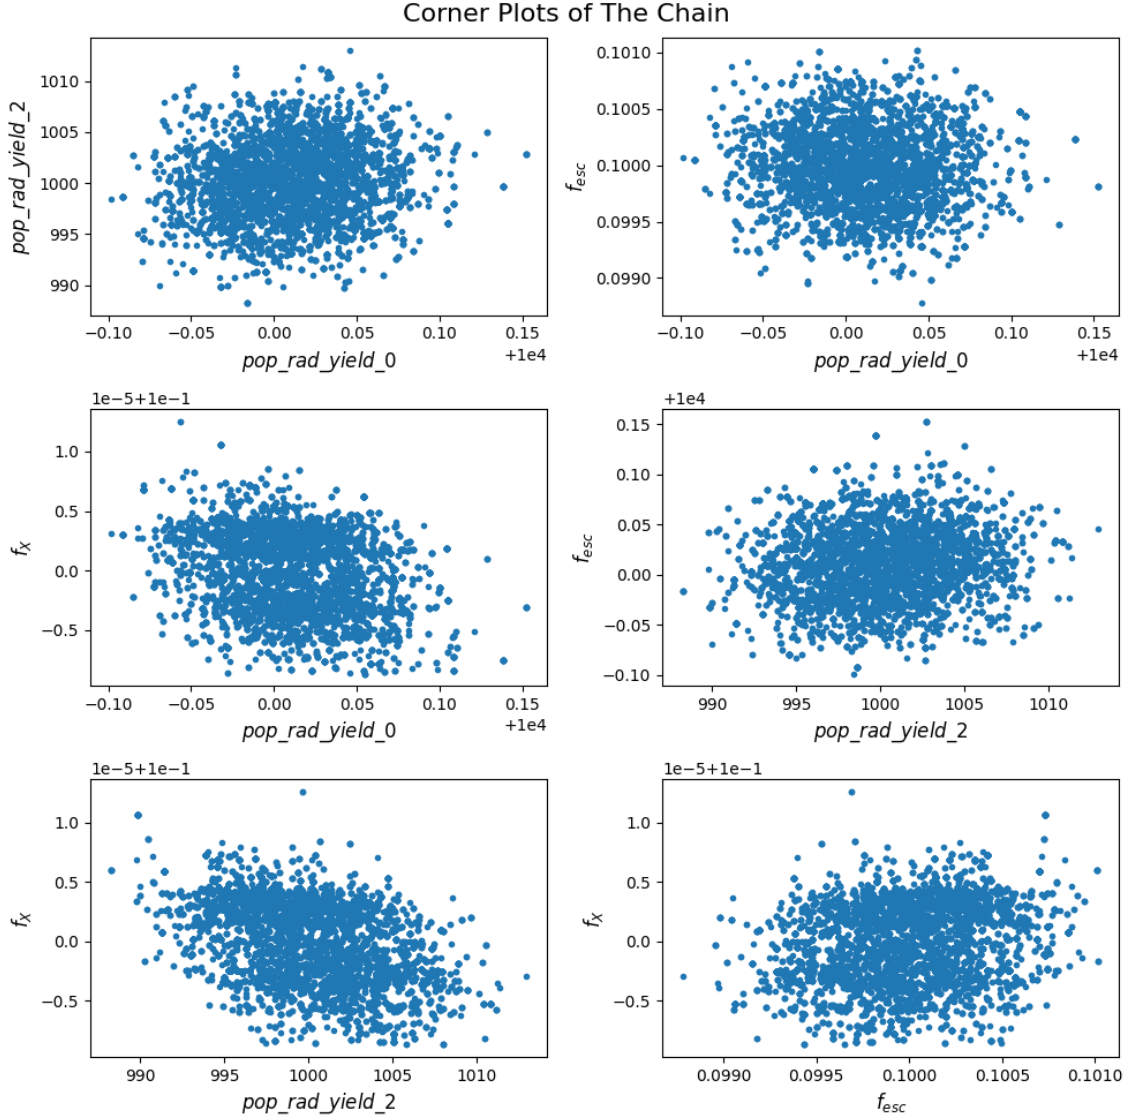 Corner Plots of The Chain
pop_rad_yield_2
1010
1005
1000
995
990
−0.10 −0.05 0.00 0.05 0.10 0.15
+1e4
pop_rad_yield_0
f_esc
0.1010
0.1005
0.1000
0.0995
0.0990
−0.10 −0.05 0.00 0.05 0.10 0.15
+1e4
pop_rad_yield_0
1e−5+1e−1
f_X
1.0
0.5
0.0
−0.5
−0.10 −0.05 0.00 0.05 0.10 0.15
+1e4
pop_rad_yield_0
+1e4
f_esc
0.15
0.10
0.05
0.00
−0.05
−0.10
990 995 1000 1005 1010
pop_rad_yield_2
1e−5+1e−1
f_X
1.0
0.5
0.0
−0.5
990 995 1000 1005 1010
pop_rad_yield_2
1e−5+1e−1
f_X
1.0
0.5
0.0
−0.5
0.0990 0.0995 0.1000 0.1005 0.1010
f_esc